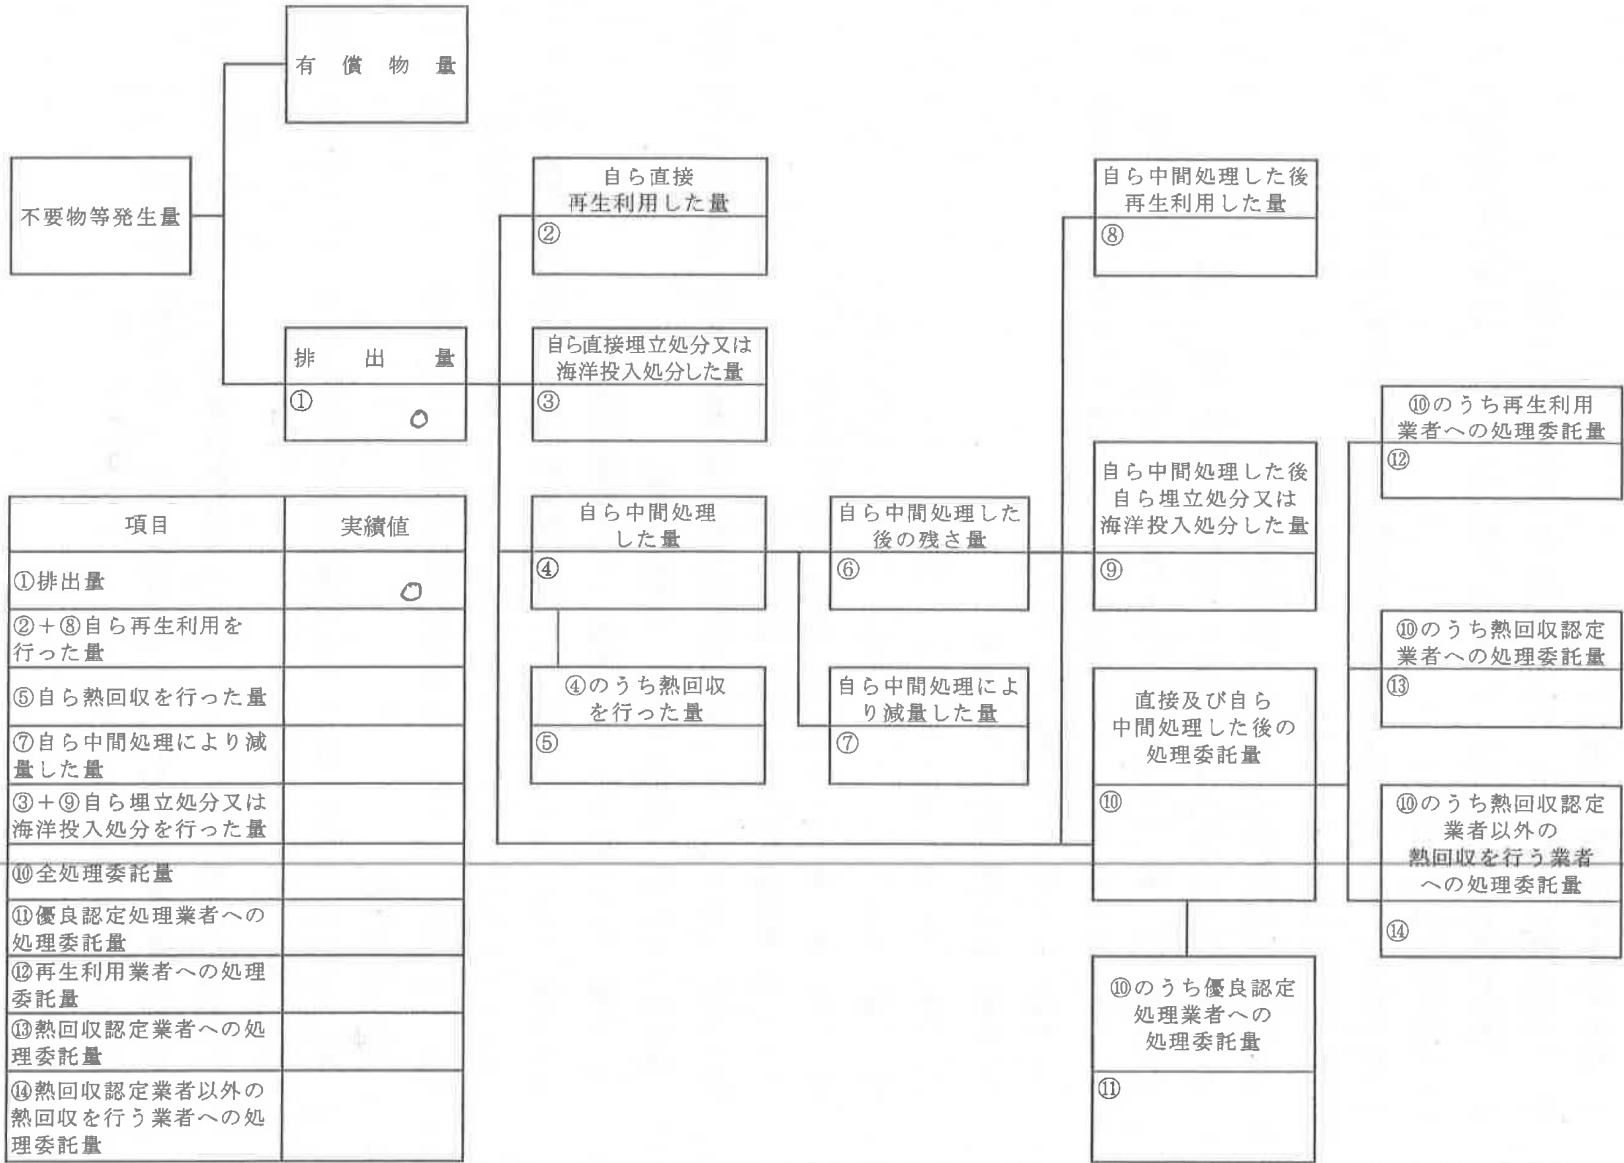 有償物量
不要物等発生量
排出量
①
0
自ら直接
再生利用した量
②
自ら直接埋立処分又は
海洋投入処分した量
③
自ら中間処理
した量
④
④のうち熱回収
を行った量
⑤
自ら中間処理した
後の残さ量
⑥
自ら中間処理によ
り減量した量
⑦
自ら中間処理した後
再生利用した量
⑧
自ら中間処理した後
自ら埋立処分又は
海洋投入処分した量
⑨
直接及び自ら
中間処理した後の
処理委託量
⑩
⑩のうち優良認定
処理業者への
処理委託量
⑪
⑩のうち再生利用
業者への処理委託量
⑫
⑩のうち熱回収認定
業者への処理委託量
⑬
⑩のうち熱回収認定
業者以外の
熱回収を行う業者
への処理委託量
⑭
項目 実績値
①排出量 0
②+⑧自ら再生利用を
行った量
⑤自ら熱回収を行った量
⑦自ら中間処理により減
量した量
③+⑨自ら埋立処分又は
海洋投入処分を行った量
⑩全処理委託量
⑪優良認定処理業者への
処理委託量
⑫再生利用業者への処理
委託量
⑬熱回収認定業者への処
理委託量
⑭熱回収認定業者以外の
熱回収を行う業者への処
理委託量